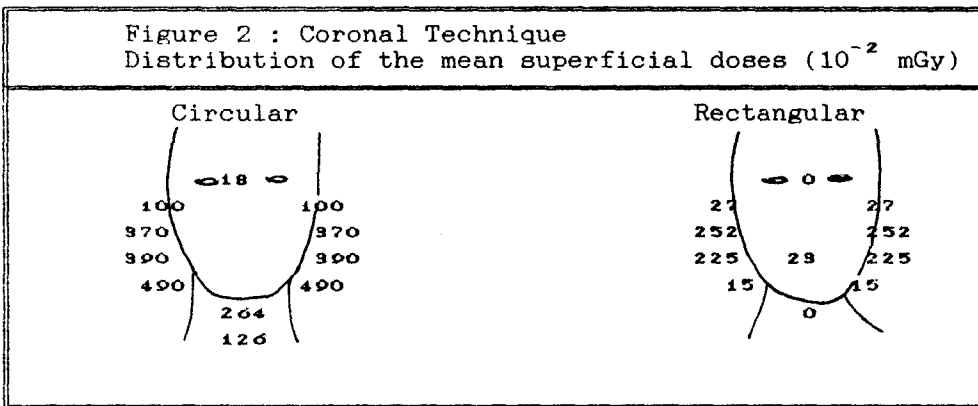 Figure 2 : Coronal Technique
Distribution of the mean superficial doses (10⁻² mGy)
Circular
18
100 100
370 370
390 390
490 490
264
126
Rectangular
0
27 27
252 252
225 23 225
15 15
0